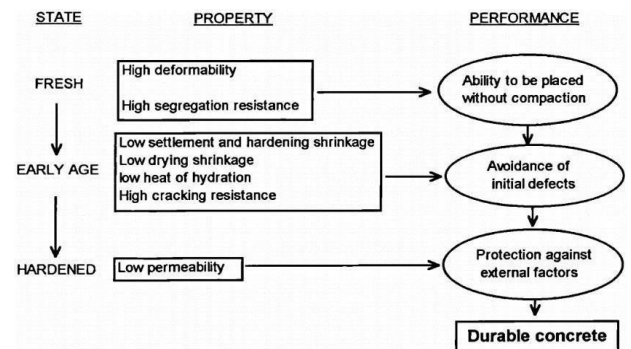 STATE
PROPERTY
PERFORMANCE
FRESH
High deformability
High segregation resistance
Ability to be placed
without compaction
EARLY AGE
Low settlement and hardening shrinkage
Low drying shrinkage
low heat of hydration
High cracking resistance
Avoidance of
initial defects
HARDENED
Low permeability
Protection against
external factors
Durable concrete